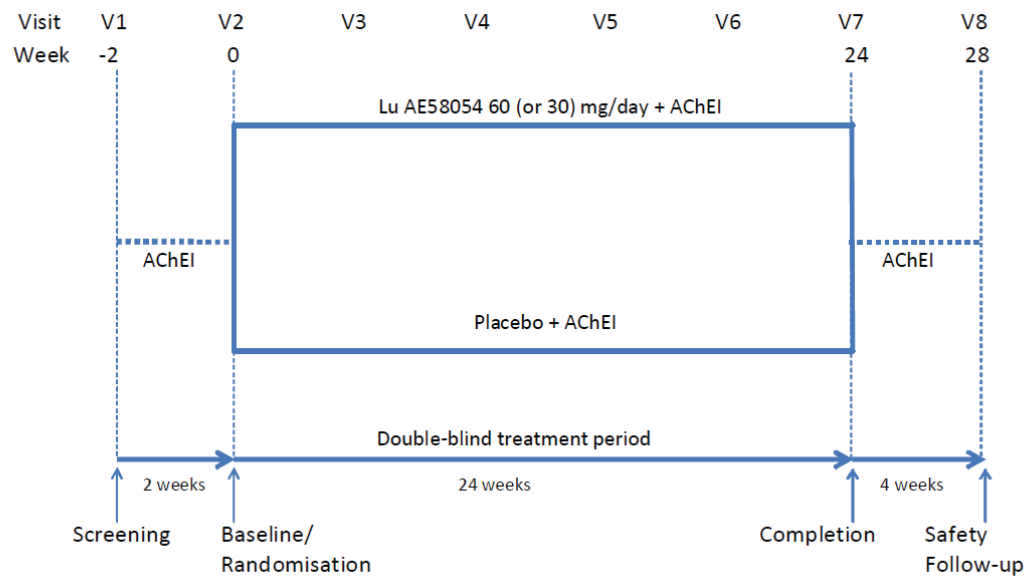 Visit V1 V2 V3 V4 V5 V6 V7 V8
Week -2 0 24 28
Lu AE58054 60 (or 30) mg/day + AChEI
AChEI AChEI
Placebo + AChEI
Double-blind treatment period
2 weeks 24 weeks 4 weeks
Screening Baseline/ Completion Safety
Randomisation Follow-up